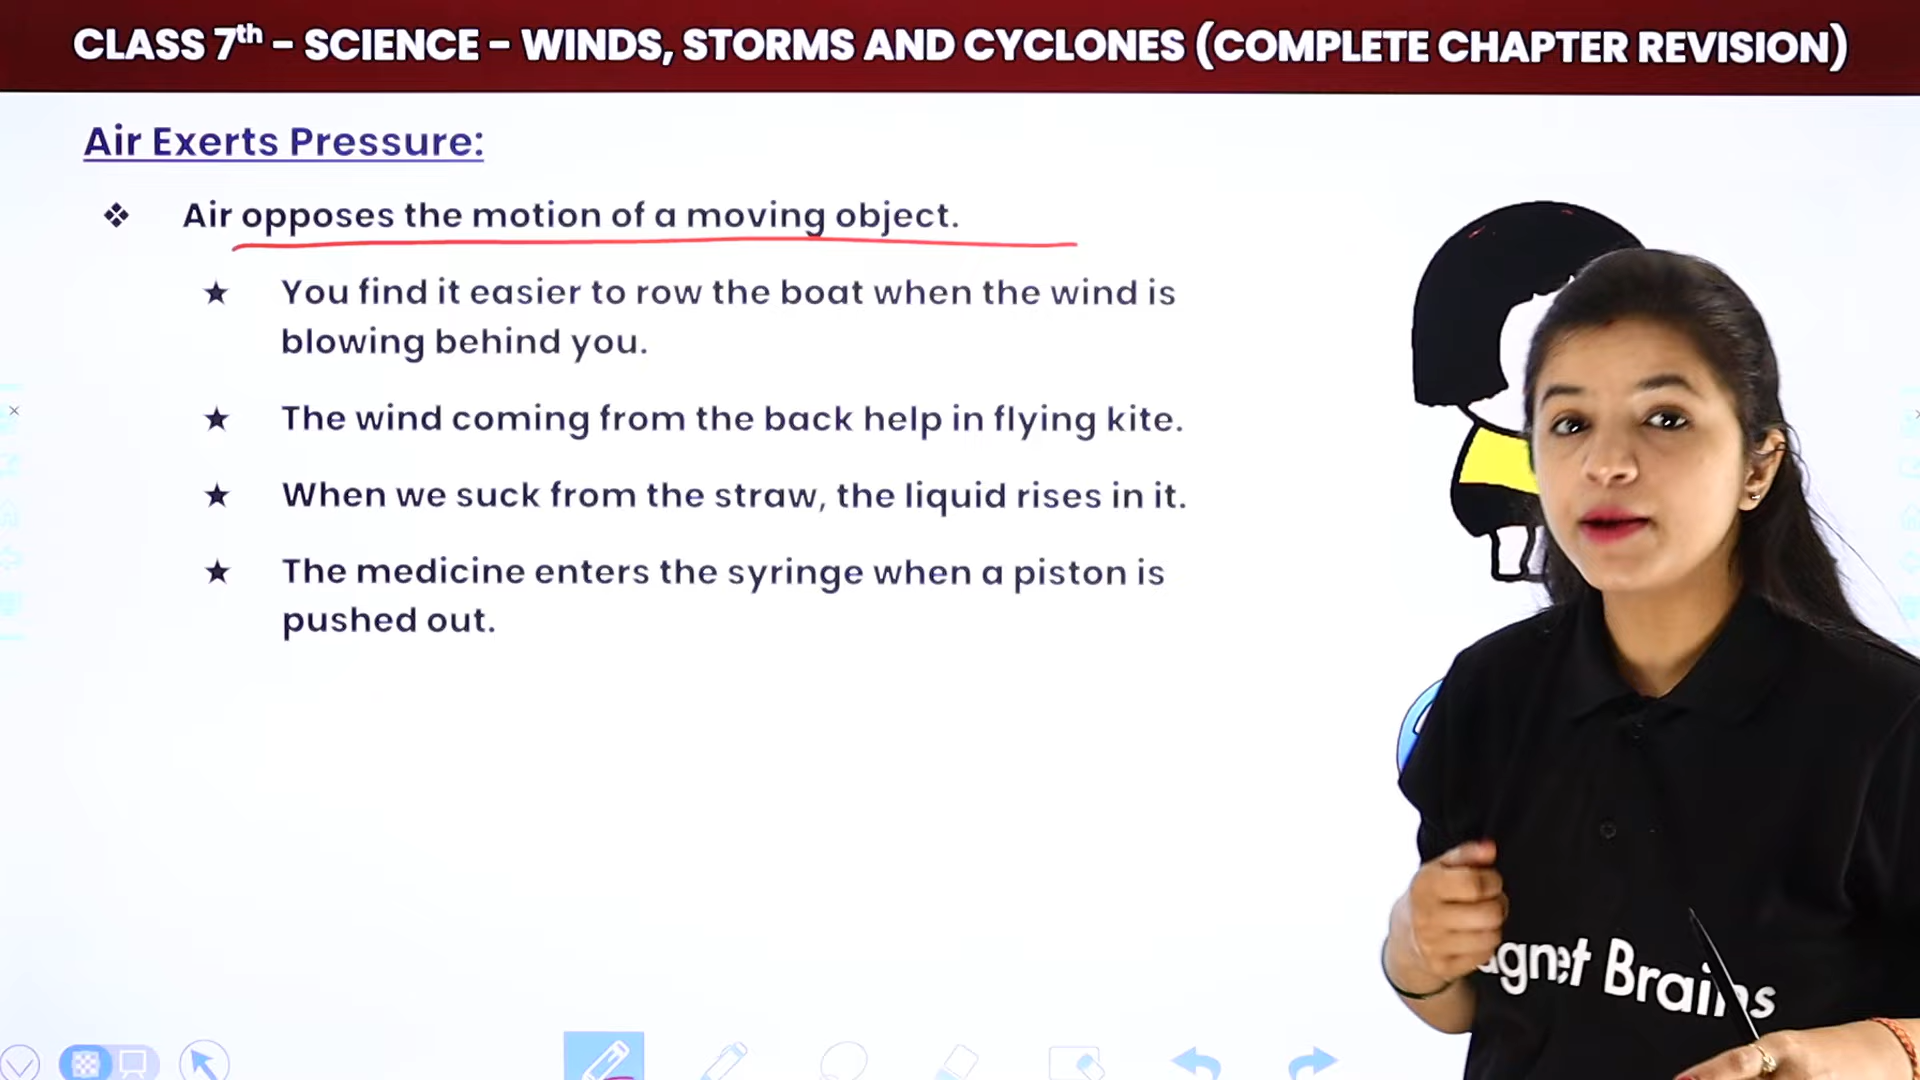 CLASS 7th – SCIENCE – WINDS, STORMS AND CYCLONES (COMPLETE CHAPTER REVISION)
Air Exerts Pressure:
❖ Air opposes the motion of a moving object.
★ You find it easier to row the boat when the wind is
blowing behind you.
★ The wind coming from the back help in flying kite.
★ When we suck from the straw, the liquid rises in it.
★ The medicine enters the syringe when a piston is
pushed out.
Brains